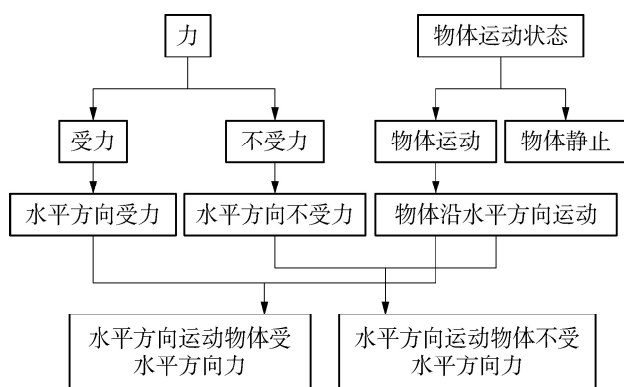 力
物体运动状态
受力
不受力
物体运动
物体静止
水平方向受力
水平方向不受力
物体沿水平方向运动
水平方向运动物体受
水平方向力
水平方向运动物体不受
水平方向力